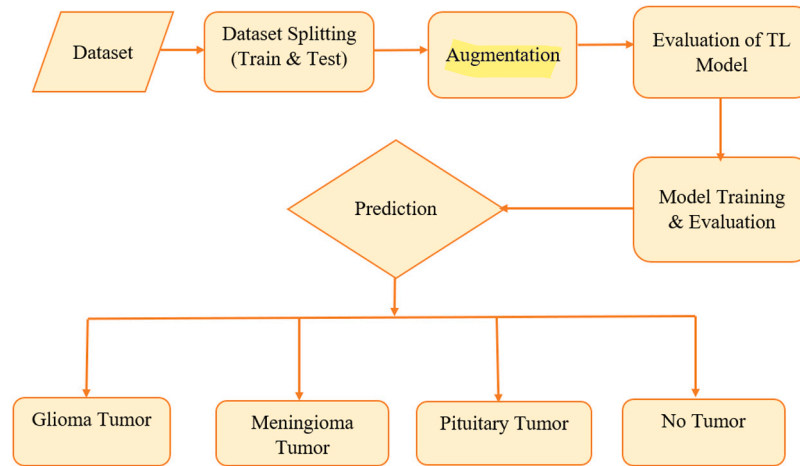 Dataset
Dataset Splitting
(Train & Test)
Augmentation
Evaluation of TL
Model
Model Training
& Evaluation
Prediction
Glioma Tumor
Meningioma
Tumor
Pituitary Tumor
No Tumor